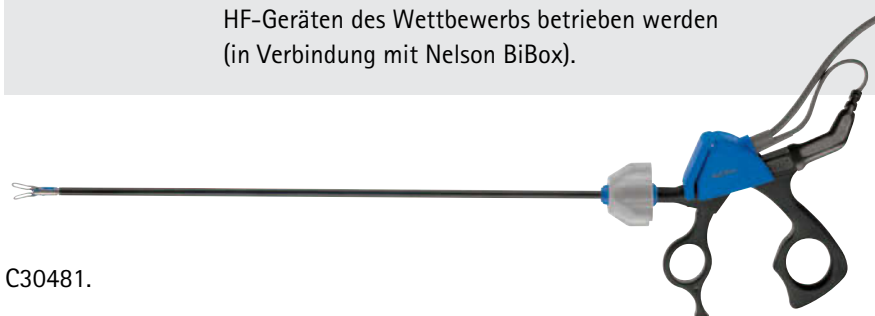 HF-Geräten des Wettbewerbs betrieben werden
(in Verbindung mit Nelson BiBox).
C30481.